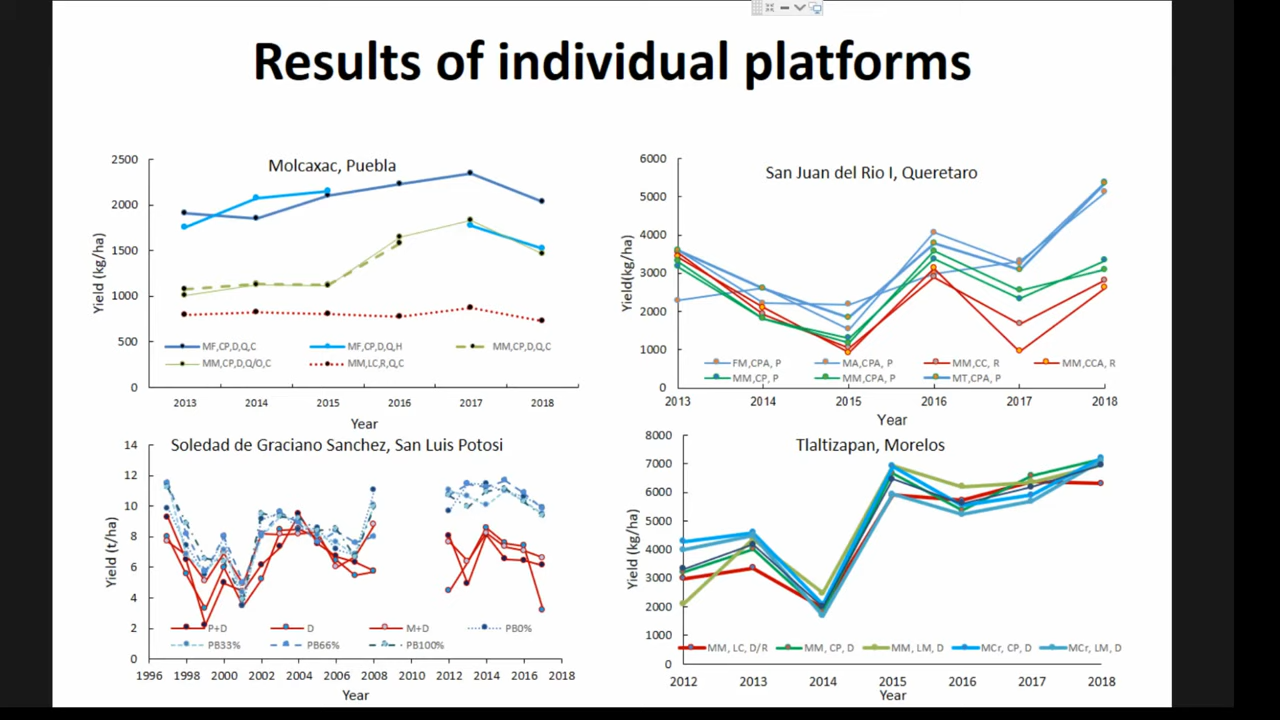 Results of individual platforms
Molcaxac, Puebla
Yield (kg/ha)
2500
2000
1500
1000
500
0
MF,CP,D,Q,C
MF,CP,D,Q,H
MM,CP,D,Q,C
MM,CP,D,Q/O,C
MM,LC,R,Q,C
2013 2014 2015 2016 2017 2018
Year
San Juan del Rio I, Queretaro
Yield(kg/ha)
6000
5000
4000
3000
2000
1000
0
FM,CPA, P
MA,CPA, P
MM,CC, R
MM,CCA, R
MM,CP, P
MM,CPA, P
MT,CPA, P
2013 2014 2015 2016 2017 2018
Year
Soledad de Graciano Sanchez, San Luis Potosi
Yield (t/ha)
14
12
10
8
6
4
2
0
P+D
D
M+D
PB0%
PB33%
PB66%
PB100%
1996 1998 2000 2002 2004 2006 2008 2010 2012 2014 2016 2018
Year
Tlaltizapan, Morelos
Yield (kg/ha)
8000
7000
6000
5000
4000
3000
2000
1000
0
MM, LC, D/R
MM, CP, D
MM, LM, D
MCr, CP, D
MCr, LM, D
2012 2013 2014 2015 2016 2017 2018
Year